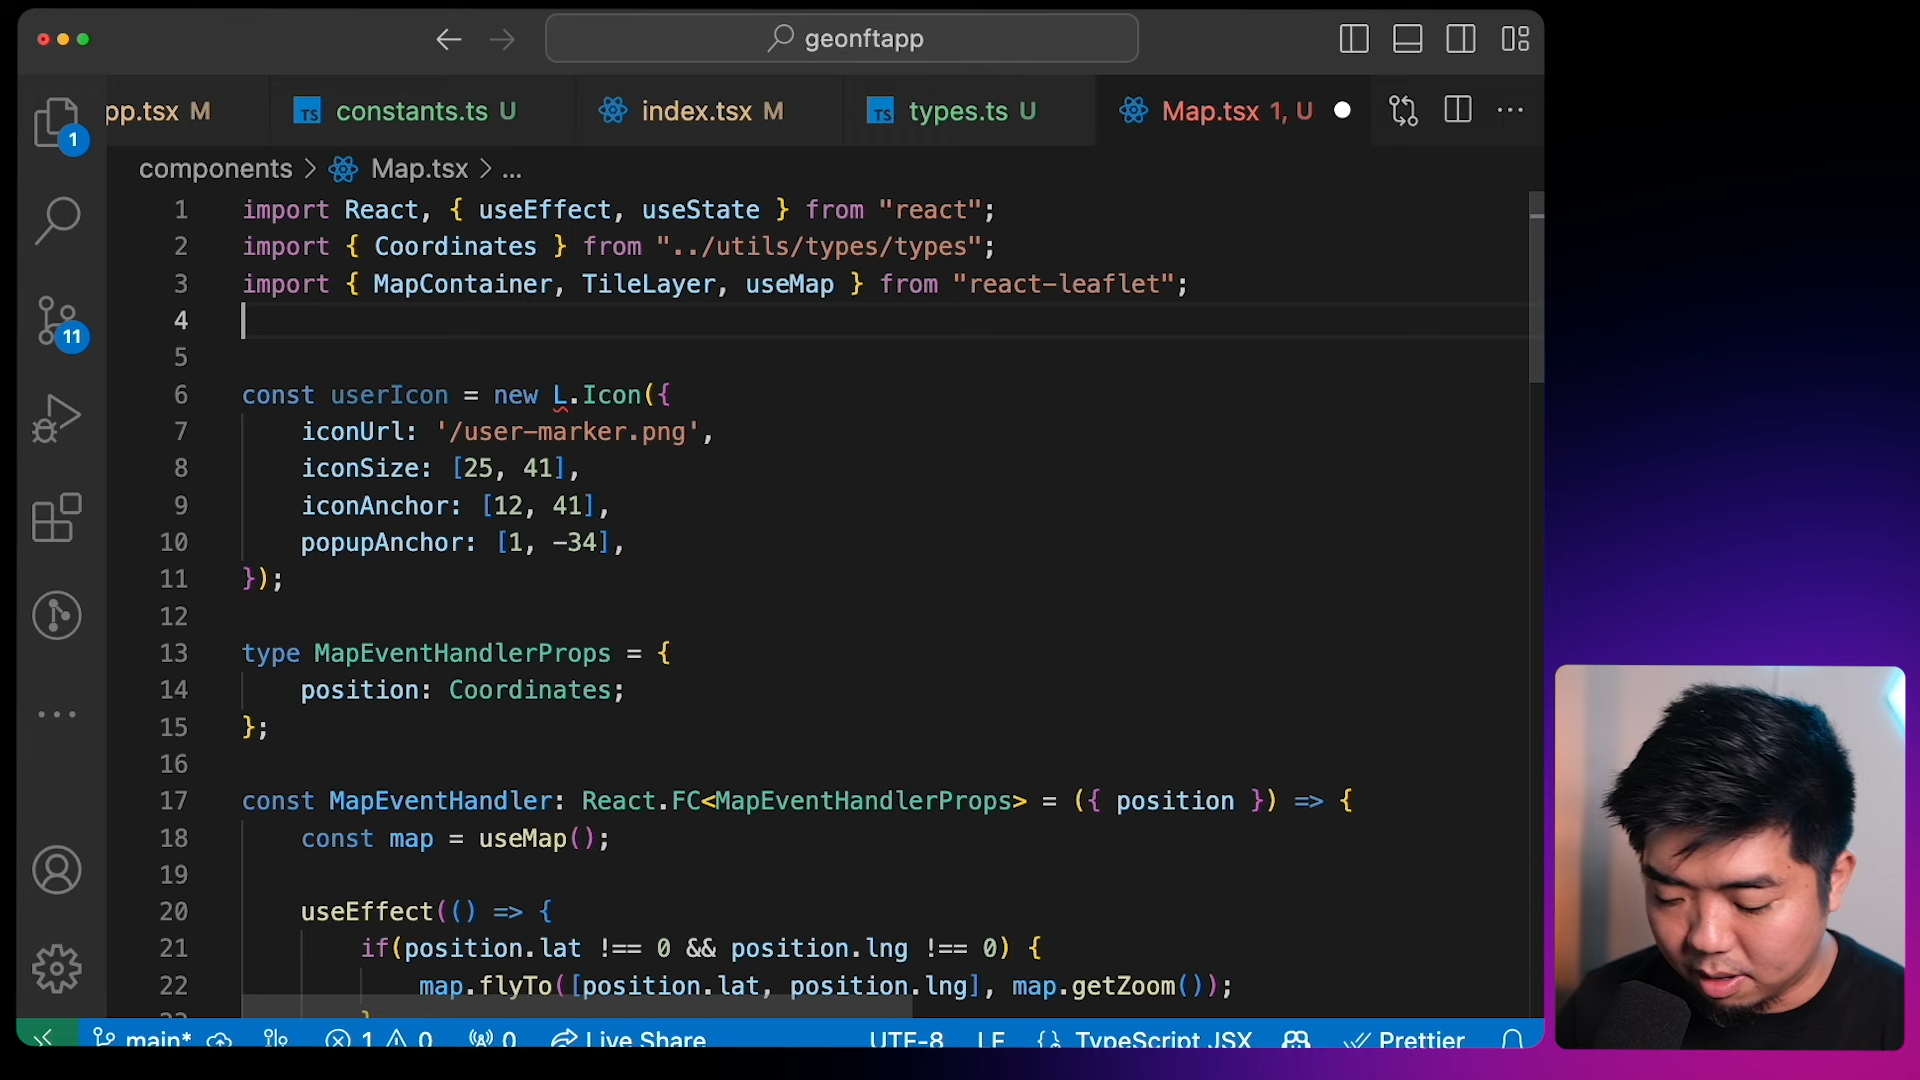 geonftapp
pp.tsx M
TS constants.ts U
index.tsx M
TS types.ts U
Map.tsx 1, U
components > Map.tsx > ...
1
11
1 import React, { useEffect, useState } from "react";
2 import { Coordinates } from "../utils/types/types";
3 import { MapContainer, TileLayer, useMap } from "react-leaflet";
4
5
6 const userIcon = new L.Icon({
7 iconUrl: '/user-marker.png',
8 iconSize: [25, 41],
9 iconAnchor: [12, 41],
10 popupAnchor: [1, -34],
11 });
12
13 type MapEventHandlerProps = {
14 position: Coordinates;
15 };
16
17 const MapEventHandler: React.FC<MapEventHandlerProps> = ({ position }) => {
18 const map = useMap();
19
20 useEffect(() => {
21 if(position.lat !== 0 && position.lng !== 0) {
22 map.flyTo([position.lat, position.lng], map.getZoom());
23 }
main* 1 0 0 Live Share UTF-8 LF {} TypeScript JSX Prettier